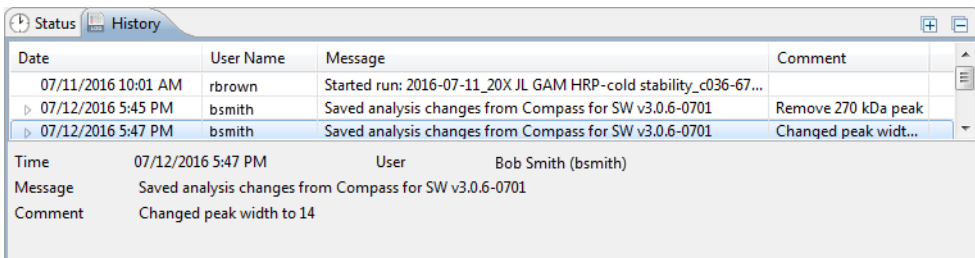 Status History
Date User Name Message Comment
07/11/2016 10:01 AM rbrown Started run: 2016-07-11_20X JL GAM HRP-cold stability_c036-67...
07/12/2016 5:45 PM bsmith Saved analysis changes from Compass for SW v3.0.6-0701 Remove 270 kDa peak
07/12/2016 5:47 PM bsmith Saved analysis changes from Compass for SW v3.0.6-0701 Changed peak widt...
Time 07/12/2016 5:47 PM User Bob Smith (bsmith)
Message Saved analysis changes from Compass for SW v3.0.6-0701
Comment Changed peak width to 14